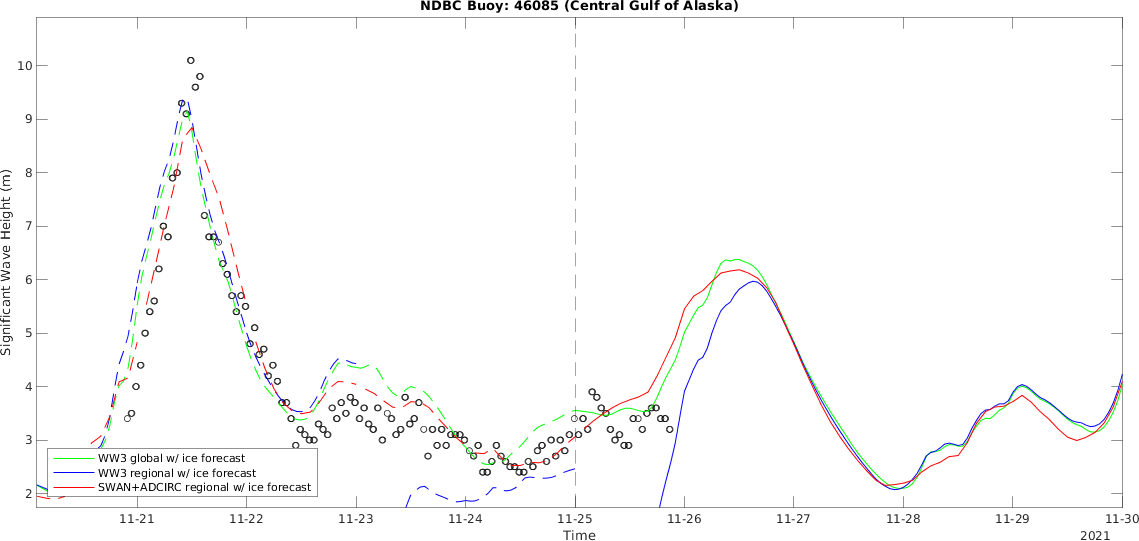 NDBC Buoy: 46085 (Central Gulf of Alaska)
Significant Wave Height (m)
10
9
8
7
6
5
4
3
2
WW3 global w/ ice forecast
WW3 regional w/ ice forecast
SWAN+ADCIRC regional w/ ice forecast
11-21 11-22 11-23 11-24 11-25 11-26 11-27 11-28 11-29 11-30
Time
2021